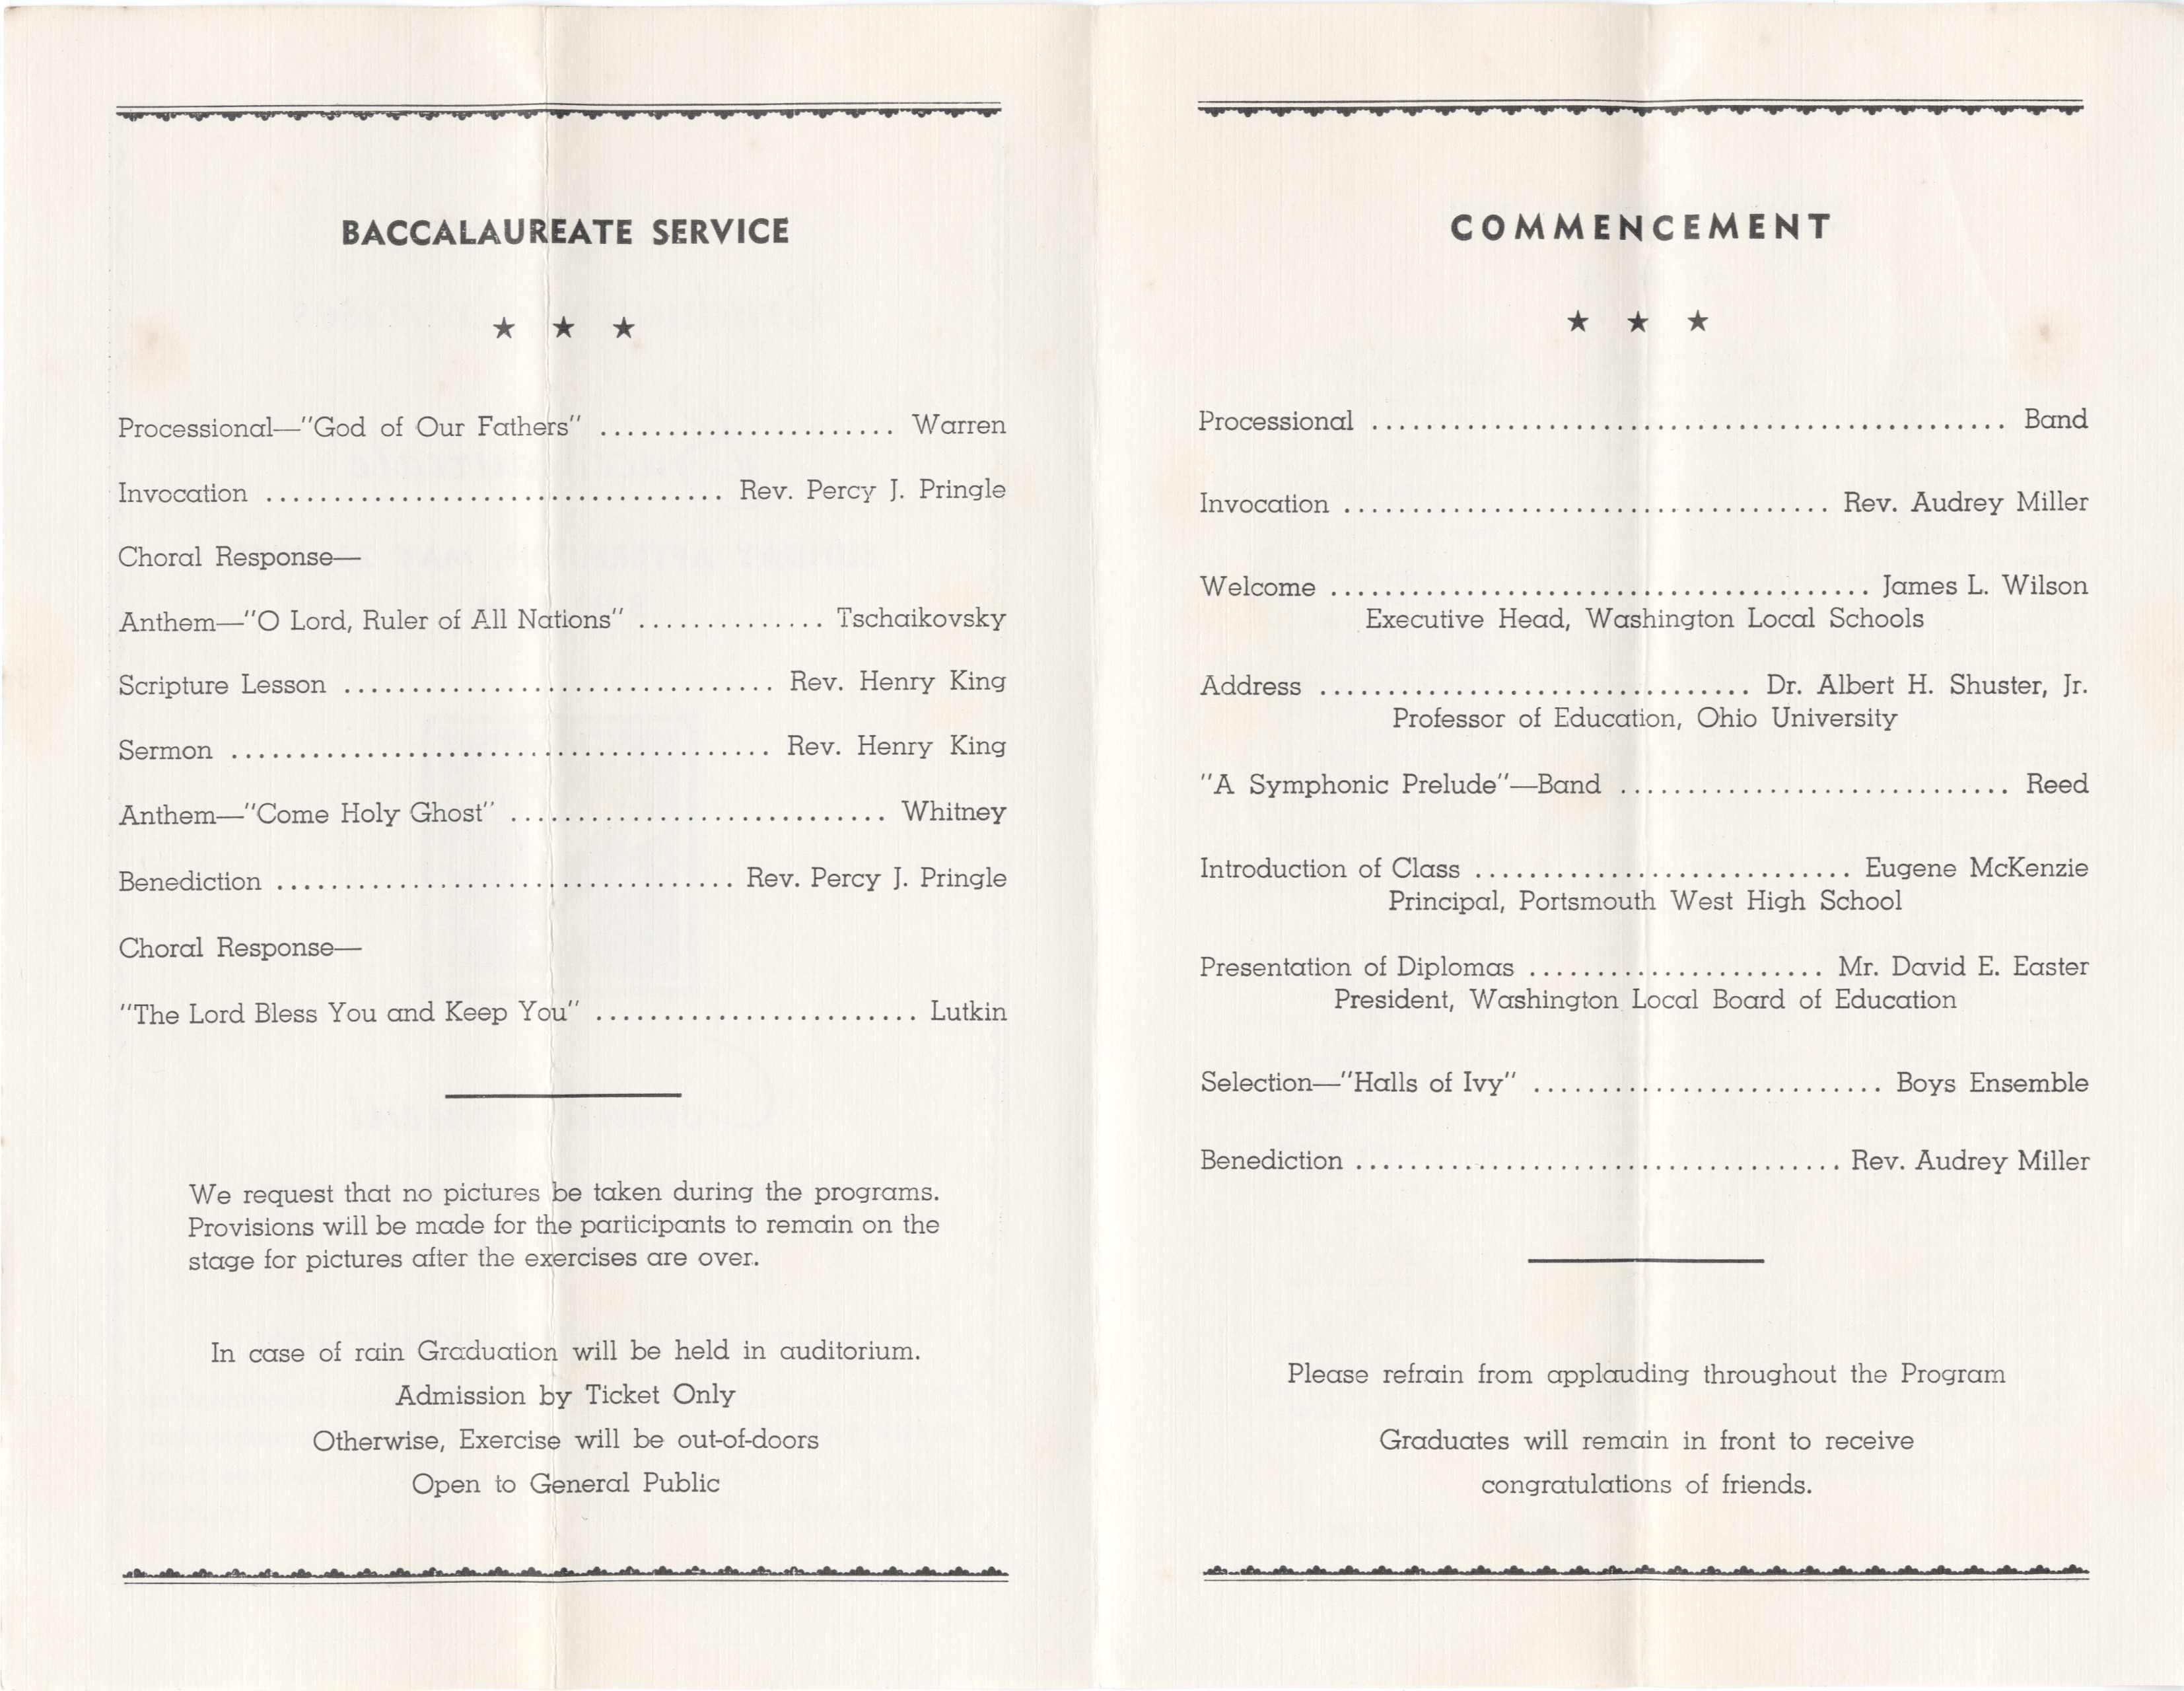 BACCALAUREATE SERVICE
★ ★ ★
Processional—"God of Our Fathers" ...................... Warren
Invocation .................................. Rev. Percy J. Pringle
Choral Response—
Anthem—"O Lord, Ruler of All Nations" .............. Tschaikovsky
Scripture Lesson ................................ Rev. Henry King
Sermon ........................................ Rev. Henry King
Anthem—"Come Holy Ghost" ............................ Whitney
Benediction .................................. Rev. Percy J. Pringle
Choral Response—
"The Lord Bless You and Keep You" ........................ Lutkin
We request that no pictures be taken during the programs.
Provisions will be made for the participants to remain on the
stage for pictures after the exercises are over.
In case of rain Graduation will be held in auditorium.
Admission by Ticket Only
Otherwise, Exercise will be out-of-doors
Open to General Public
COMMENCEMENT
★ ★ ★
Processional ............................................... Band
Invocation .................................... Rev. Audrey Miller
Welcome ........................................ James L. Wilson
Executive Head, Washington Local Schools
Address ................................ Dr. Albert H. Shuster, Jr.
Professor of Education, Ohio University
"A Symphonic Prelude"—Band ............................. Reed
Introduction of Class ............................ Eugene McKenzie
Principal, Portsmouth West High School
Presentation of Diplomas ...................... Mr. David E. Easter
President, Washington Local Board of Education
Selection—"Halls of Ivy" .......................... Boys Ensemble
Benediction .................................... Rev. Audrey Miller
Please refrain from applauding throughout the Program
Graduates will remain in front to receive
congratulations of friends.